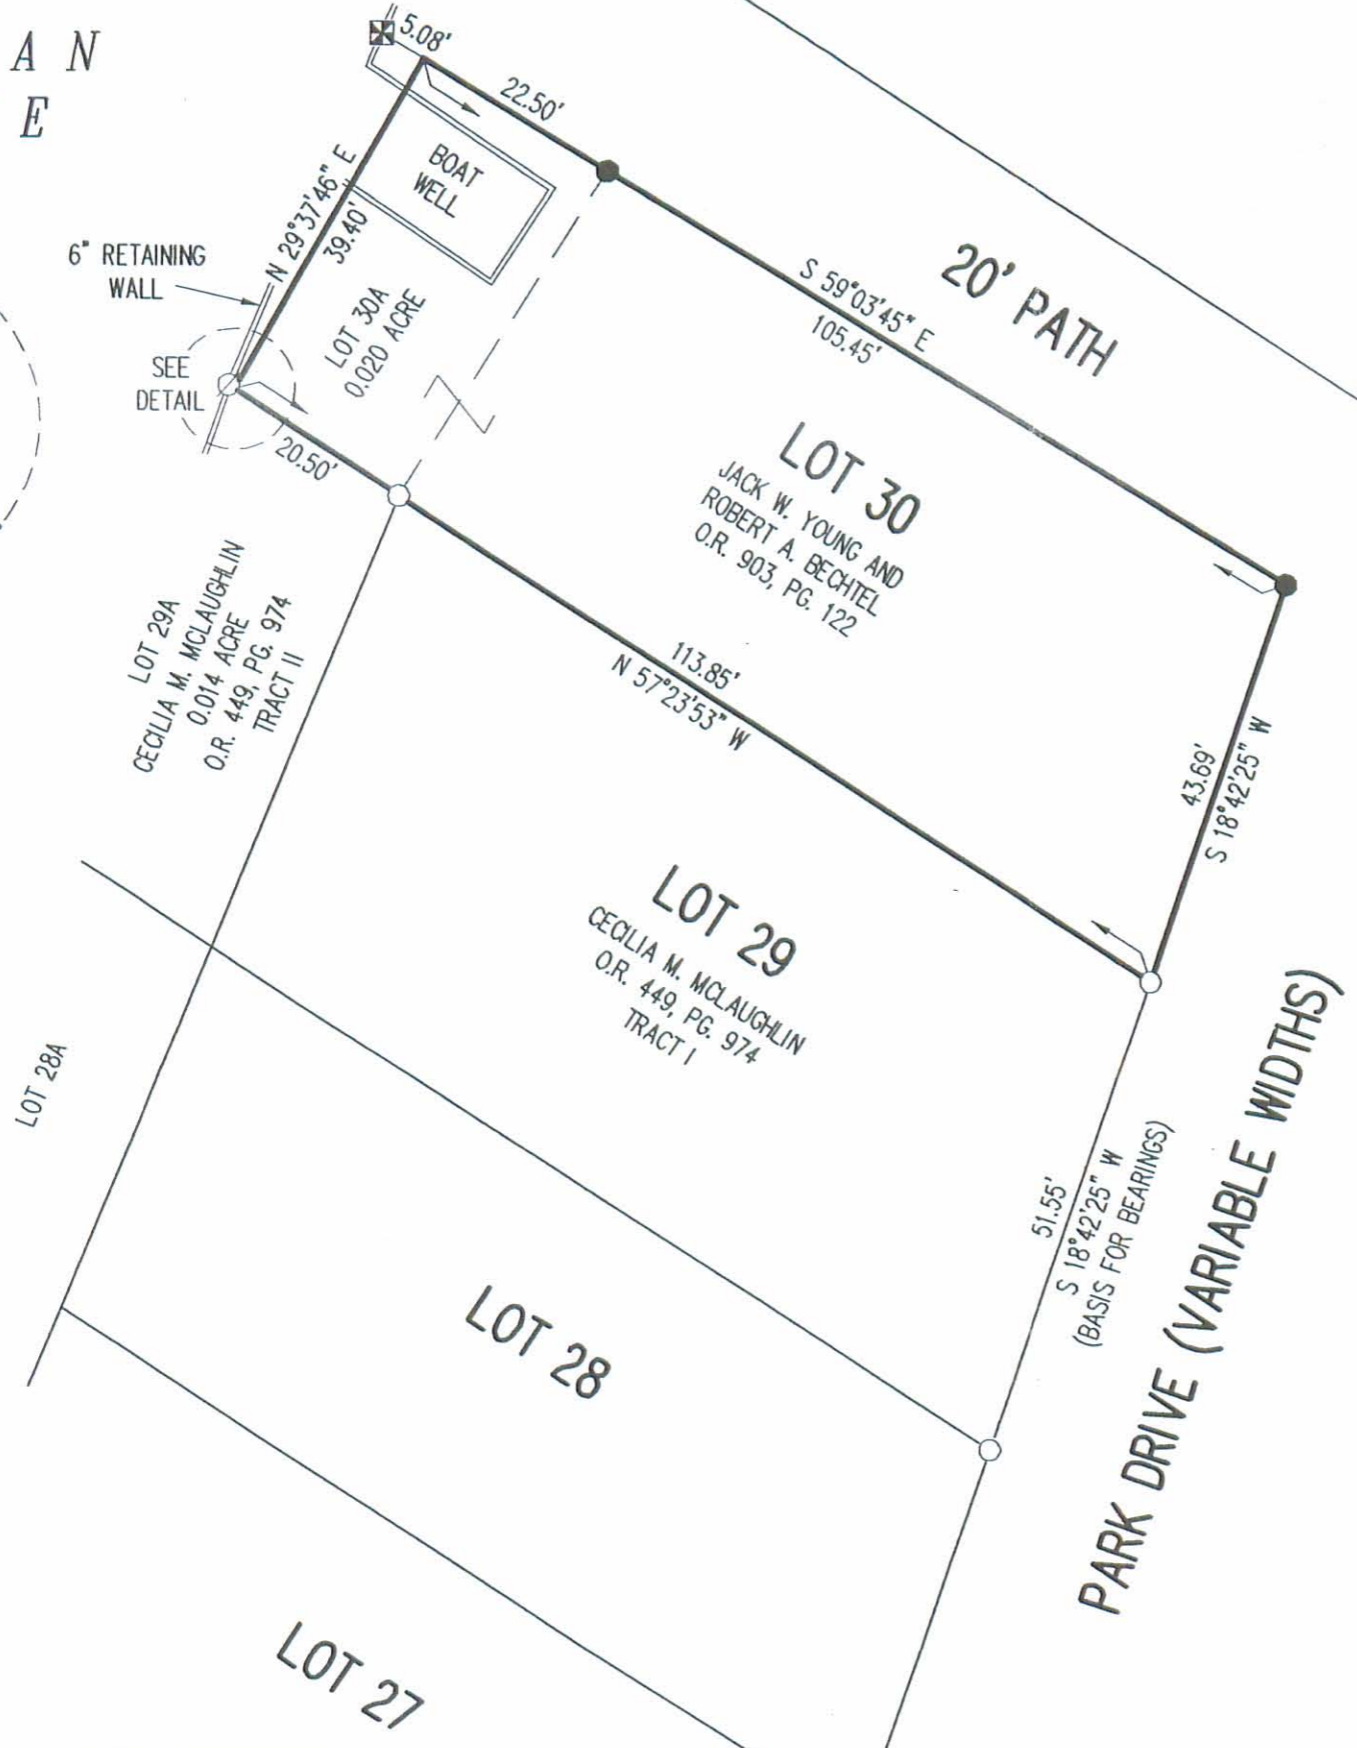 A N
E
5.08'
22.50'
BOAT
WELL
N 29°37'46" E
39.40'
6" RETAINING
WALL
LOT 30A
0.020 ACRE
SEE
DETAIL
20.50'
S 59°03'45" E
105.45'
20' PATH
LOT 30
JACK W. YOUNG AND
ROBERT A. BECHTEL
O.R. 903, PG. 122
LOT 29A
CECILIA M. MCLAUGHLIN
0.014 ACRE
O.R. 449, PG. 974
TRACT II
113.85'
N 57°23'53" W
43.69'
S 18°42'25" W
LOT 29
CECILIA M. MCLAUGHLIN
O.R. 449, PG. 974
TRACT I
LOT 28A
51.55'
S 18°42'25" W
(BASIS FOR BEARINGS)
PARK DRIVE (VARIABLE WIDTHS)
LOT 28
LOT 27